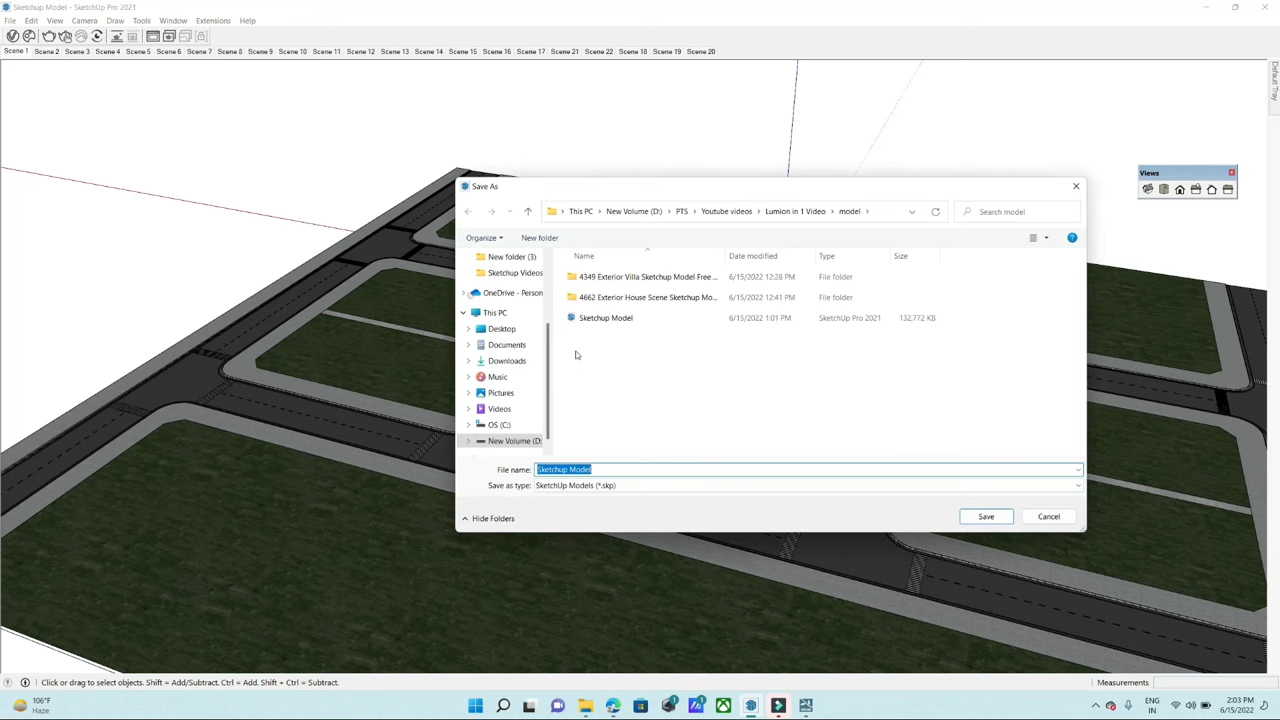 Sketchup Model - SketchUp Pro 2021
File Edit View Camera Draw Tools Window Extensions Help
Scene 1 Scene 2 Scene 3 Scene 4 Scene 5 Scene 6 Scene 7 Scene 8 Scene 9 Scene 10 Scene 11 Scene 12 Scene 13 Scene 14 Scene 15 Scene 16 Scene 17 Scene 21 Scene 22 Scene 18 Scene 19 Scene 20
Default Tray
Views
Save As
This PC > New Volume (D:) > PTS > Youtube videos > Lumion in 1 Video > model >
Search model
Organize New folder
Name Date modified Type Size
New folder (3)
Sketchup Videos
OneDrive - Person
This PC
Desktop
Documents
Downloads
Music
Pictures
Videos
OS (C:)
New Volume (D:
4349 Exterior Villa Sketchup Model Free ... 6/15/2022 12:28 PM File folder
4662 Exterior House Scene Sketchup Mo... 6/15/2022 12:41 PM File folder
Sketchup Model 6/15/2022 1:01 PM SketchUp Pro 2021 132,772 KB
File name: Sketchup Model
Save as type: SketchUp Models (*.skp)
Hide Folders Save Cancel
Click or drag to select objects. Shift = Add/Subtract. Ctrl = Add. Shift + Ctrl = Subtract. Measurements
106°F
Haze
ENG
IN
2:03 PM
6/15/2022